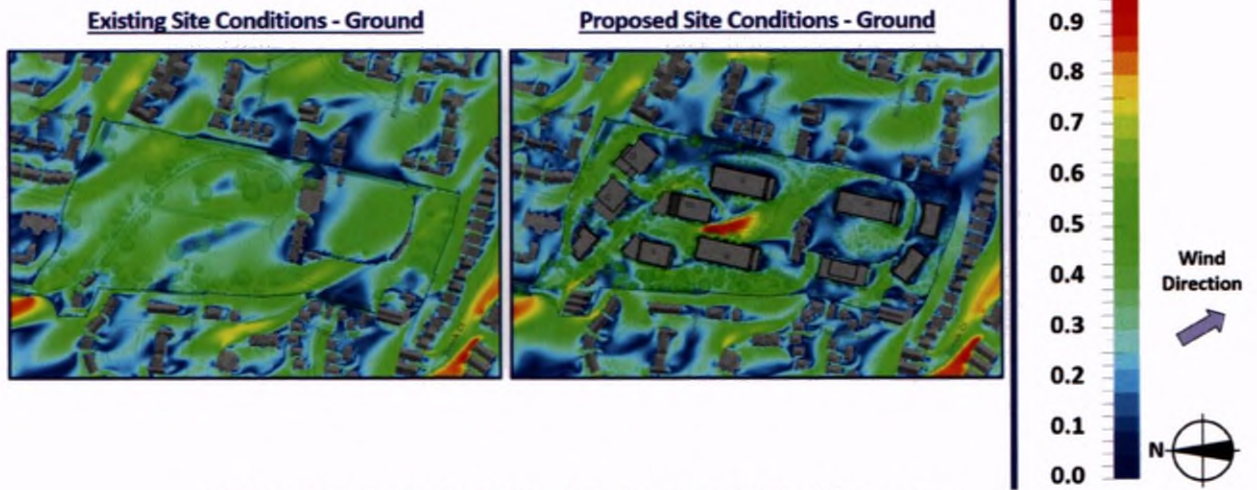 Existing Site Conditions - Ground
Proposed Site Conditions - Ground
0.9
0.8
0.7
0.6
0.5
0.4
0.3
0.2
0.1
0.0
Wind
Direction
N